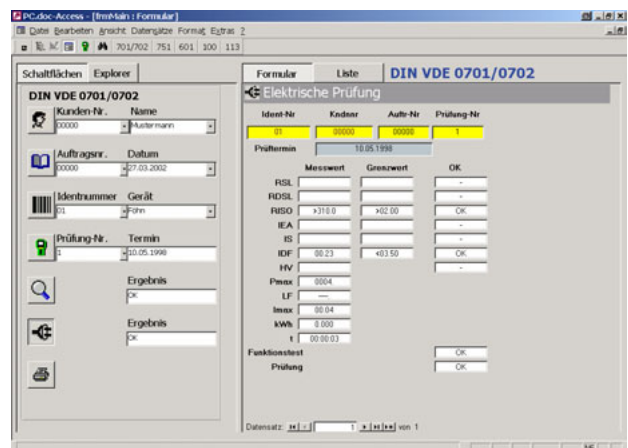 PC.doc-Access - [frmMain : Formular]
Datei Bearbeiten Ansicht Datensätze Format Extras ?
701/702 751 601 100 113
Schaltflächen Explorer
DIN VDE 0701/0702
Kunden-Nr. Name
00000 Mustermann
Auftragsnr. Datum
00000 27.03.2002
Identnummer Gerät
01 Föhn
Prüfung-Nr. Termin
1 10.05.1998
Ergebnis
OK
Ergebnis
OK
Formular Liste DIN VDE 0701/0702
Elektrische Prüfung
Ident-Nr Kndnr Auftr-Nr Prüfung-Nr
01 00000 00000 1
Prüftermin 10.05.1998
Messwert Grenzwert OK
RSL -
RDSL -
RISO >310.0 >02.00 OK
IEA -
IS -
IDF 00.23 <03.50 OK
HV -
Pmax 0004
LF ---
Imax 00.04
kWh 0.000
t 00:00:03
Funktionstest OK
Prüfung OK
Datensatz: 1 von 1
NF